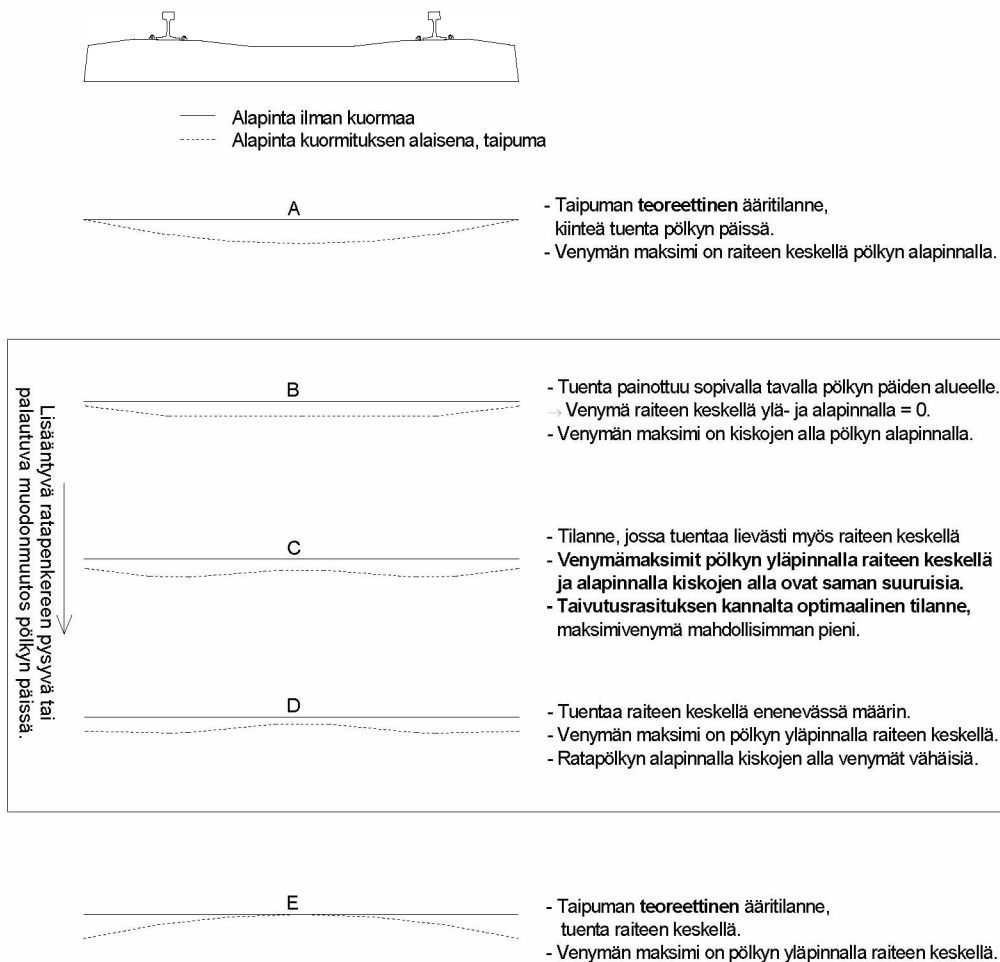 Alapinta ilman kuormaa
Alapinta kuormituksen alaisena, taipuma
A
- Taipuman teoreettinen ääritilanne,
kiinteä tuenta pölkyn päissä.
- Venymän maksimi on raiteen keskellä pölkyn alapinnalla.
Lisääntyvä ratapenkereen pysyvä tai
palautuva muodonmuutos pölkyn päissä.
B
- Tuenta painottuu sopivalla tavalla pölkyn päiden alueelle.
→ Venymä raiteen keskellä ylä- ja alapinnalla = 0.
- Venymän maksimi on kiskojen alla pölkyn alapinnalla.
C
- Tilanne, jossa tuentaa lievästi myös raiteen keskellä
- Venymämaksimit pölkyn yläpinnalla raiteen keskellä
ja alapinnalla kiskojen alla ovat saman suuruisia.
- Taivutusrasituksen kannalta optimaalinen tilanne,
maksimivenymä mahdollisimman pieni.
D
- Tuentaa raiteen keskellä enenevässä määrin.
- Venymän maksimi on pölkyn yläpinnalla raiteen keskellä.
- Ratapölkyn alapinnalla kiskojen alla venymät vähäisiä.
E
- Taipuman teoreettinen ääritilanne,
tuenta raiteen keskellä.
- Venymän maksimi on pölkyn yläpinnalla raiteen keskellä.